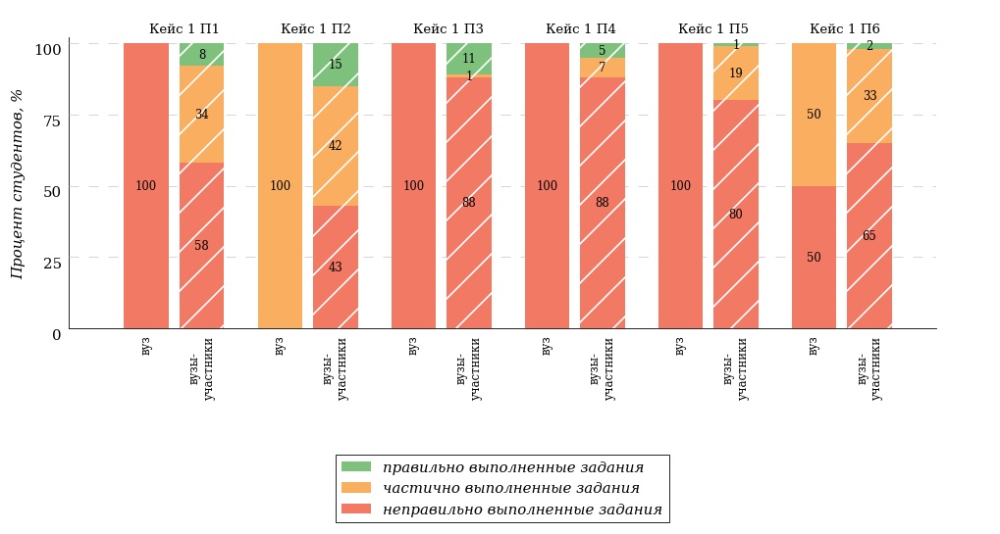 Кейс 1 П1 Кейс 1 П2 Кейс 1 П3 Кейс 1 П4 Кейс 1 П5 Кейс 1 П6
Процент студентов, %
100
75
50
25
0
100
8
34
58
100
15
42
43
100
11
1
88
100
5
7
88
100
1
19
80
50
50
2
33
65
вуз
вузы-
участники
вуз
вузы-
участники
вуз
вузы-
участники
вуз
вузы-
участники
вуз
вузы-
участники
вуз
вузы-
участники
правильно выполненные задания
частично выполненные задания
неправильно выполненные задания